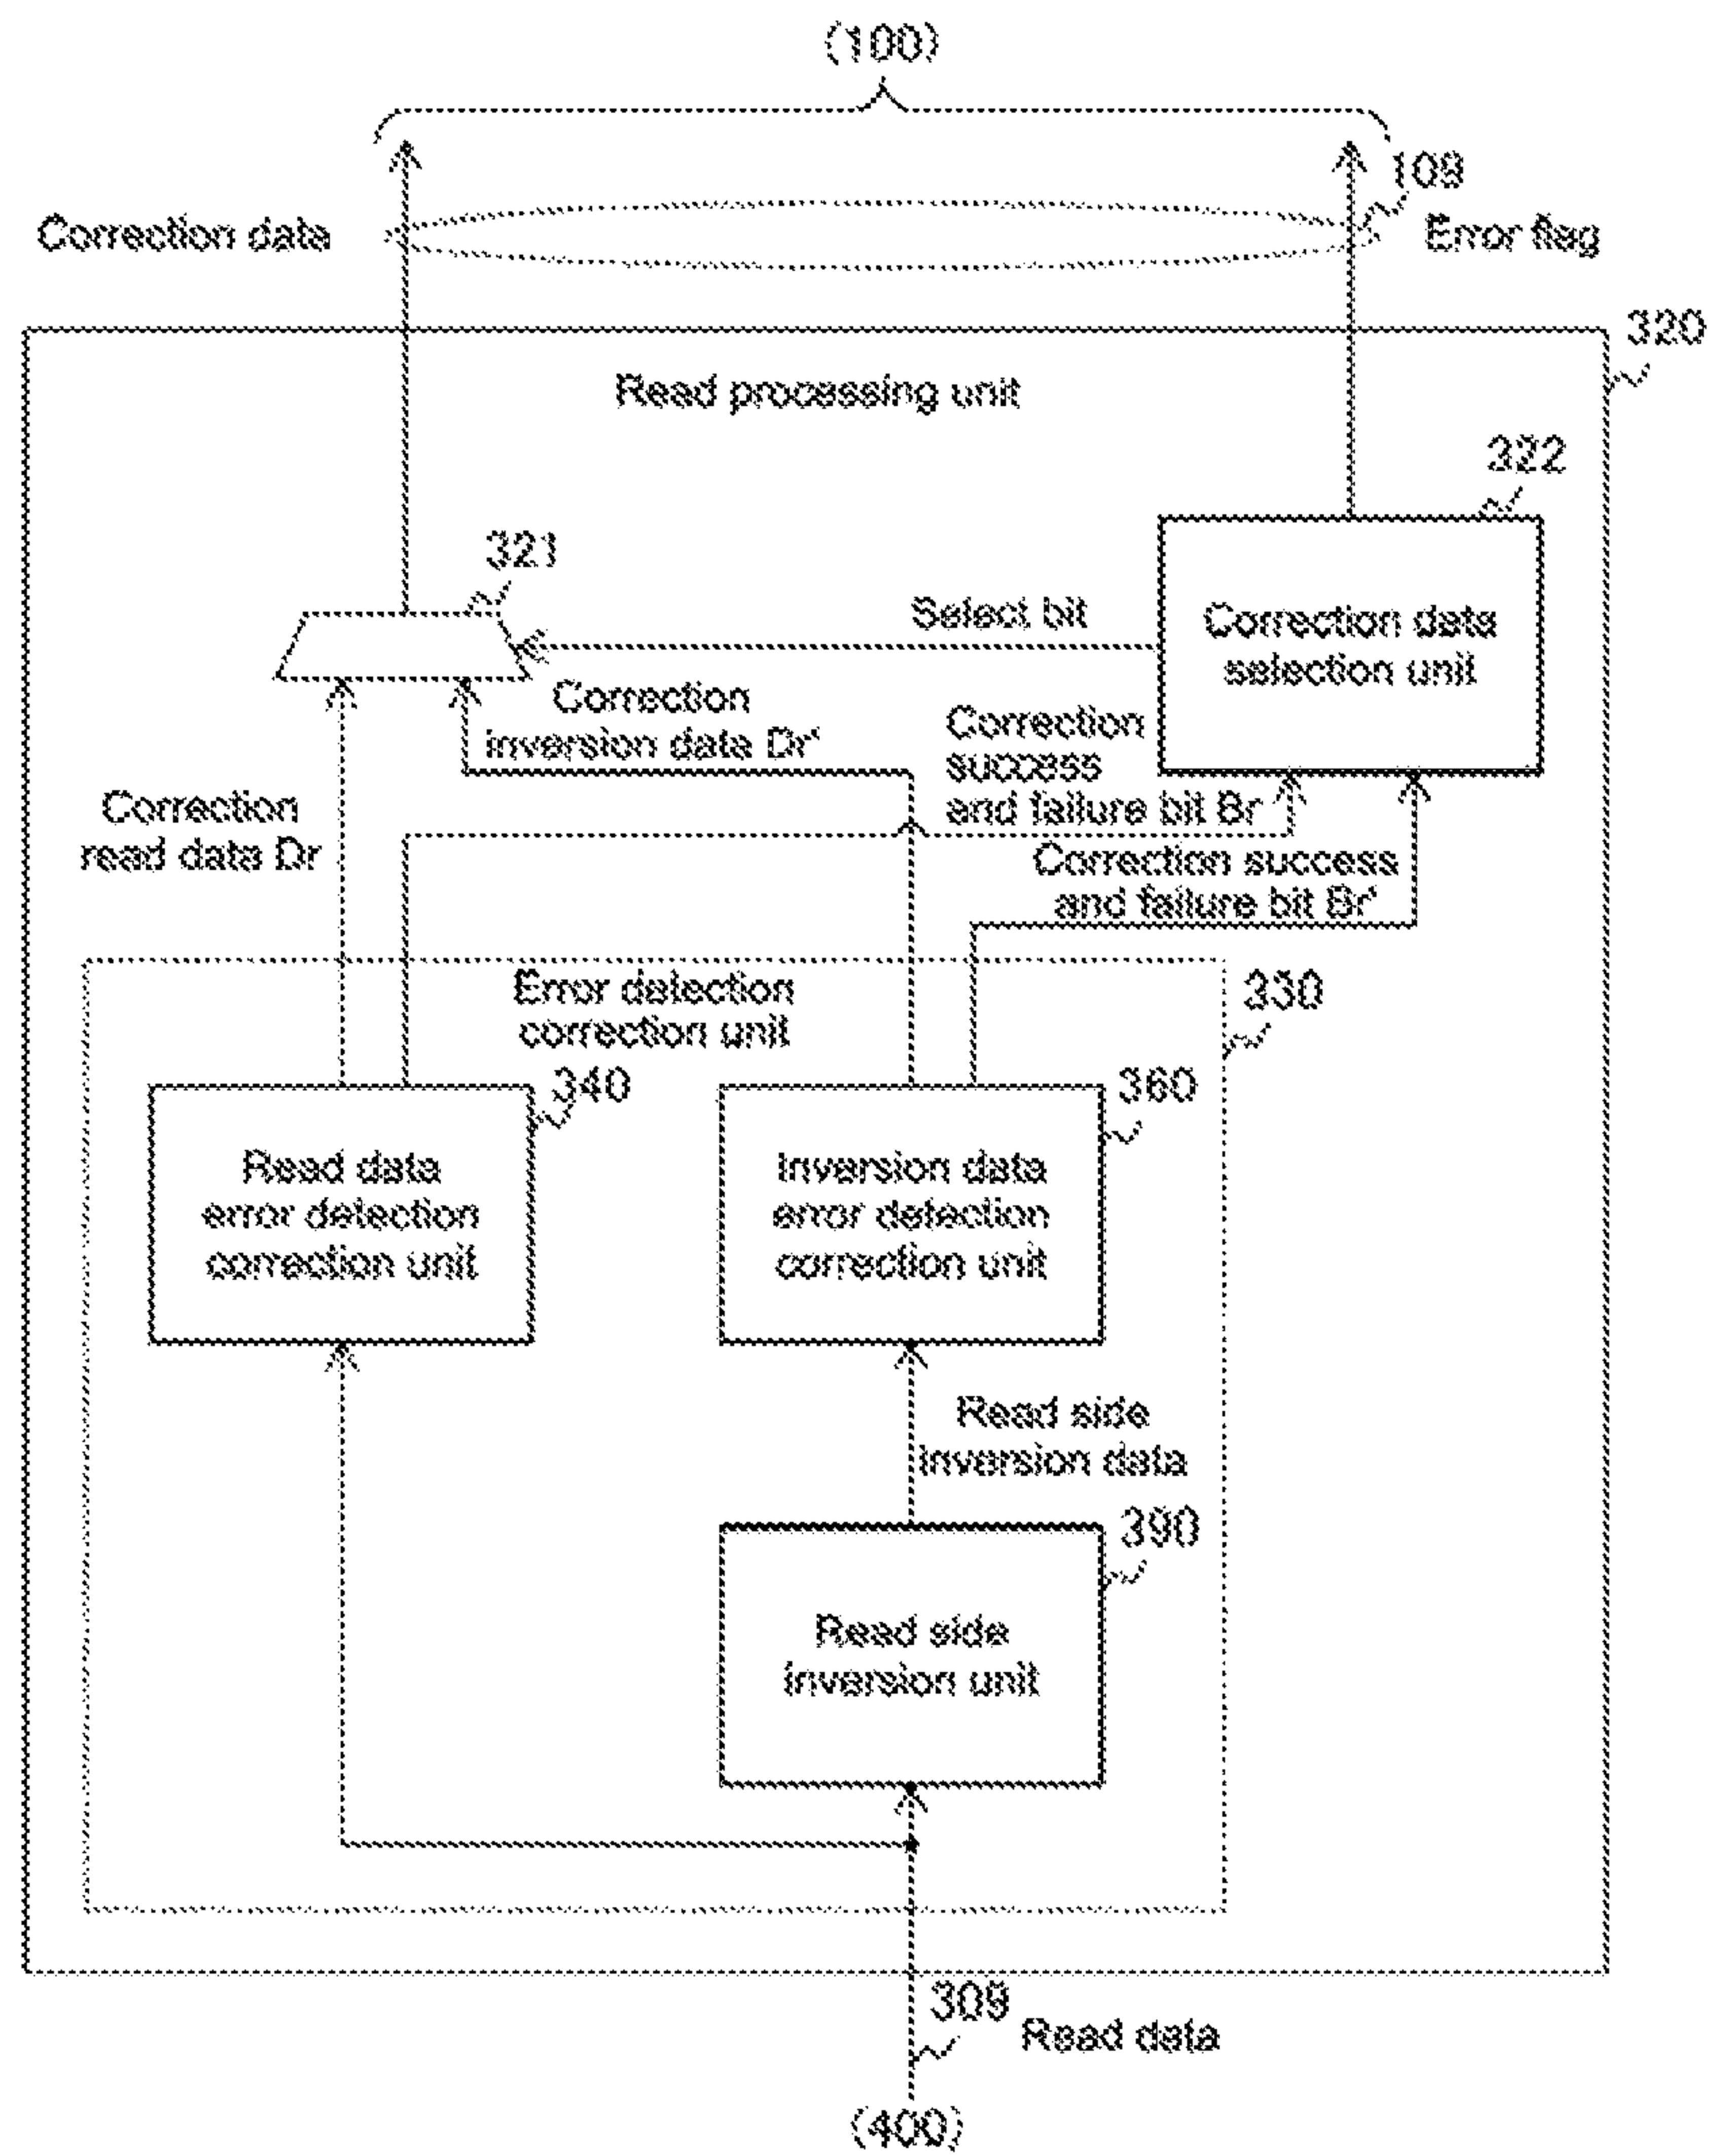 (100)
109
Correction data
Error flag
320
Read processing unit
322
321
Select bit
Correction data
selection unit
Correction
inversion data Dr'
Correction
success
and failure bit Br
Correction
read data Dr
Correction success
and failure bit Br'
Error detection
correction unit
330
340
360
Read data
error detection
correction unit
Inversion data
error detection
correction unit
Read side
inversion data
390
Read side
inversion unit
309
Read data
(400)